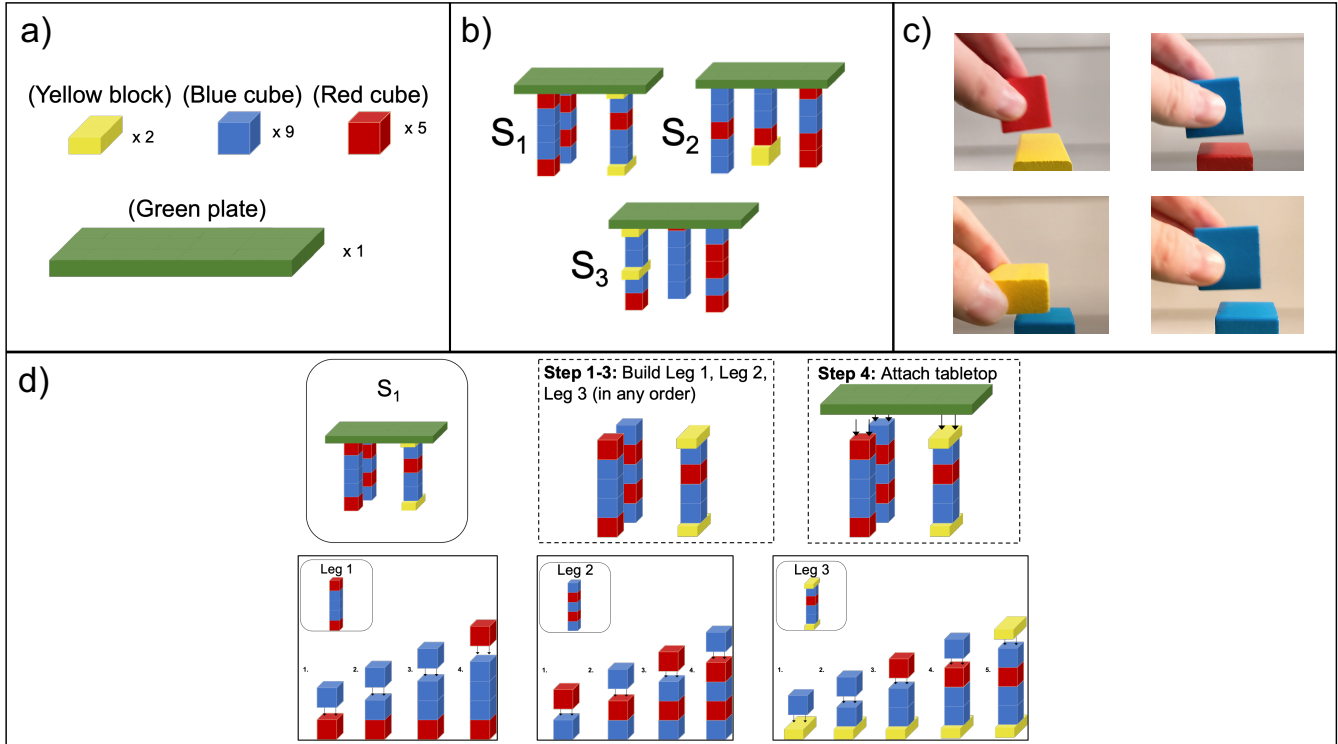 a)
(Yellow block) (Blue cube) (Red cube)
x 2
x 9
x 5
(Green plate)
x 1
b)
S1
S2
S3
c)
d)
S1
Step 1-3: Build Leg 1, Leg 2,
Leg 3 (in any order)
Step 4: Attach tabletop
Leg 1
1.
2.
3.
4.
Leg 2
1.
2.
3.
4.
Leg 3
1.
2.
3.
4.
5.